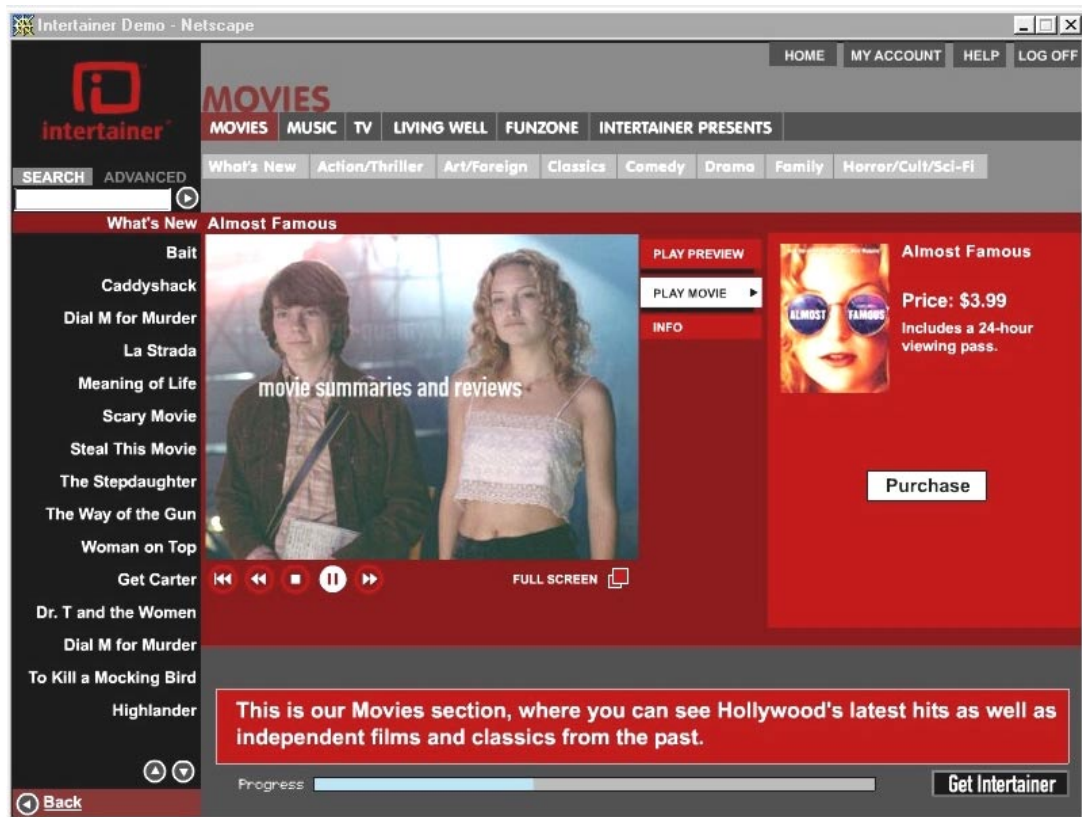 Intertainer Demo - Netscape
HOME MY ACCOUNT HELP LOG OFF
intertainer
MOVIES
MOVIES MUSIC TV LIVING WELL FUNZONE INTERTAINER PRESENTS
What's New Action/Thriller Art/Foreign Classics Comedy Drama Family Horror/Cult/Sci-Fi
SEARCH ADVANCED
What's New
Bait
Caddyshack
Dial M for Murder
La Strada
Meaning of Life
Scary Movie
Steal This Movie
The Stepdaughter
The Way of the Gun
Woman on Top
Get Carter
Dr. T and the Women
Dial M for Murder
To Kill a Mocking Bird
Highlander
Back
Almost Famous
movie summaries and reviews
FULL SCREEN
PLAY PREVIEW
PLAY MOVIE
INFO
ALMOST FAMOUS
Almost Famous
Price: $3.99
Includes a 24-hour
viewing pass.
Purchase
This is our Movies section, where you can see Hollywood's latest hits as well as
independent films and classics from the past.
Progress
Get Intertainer